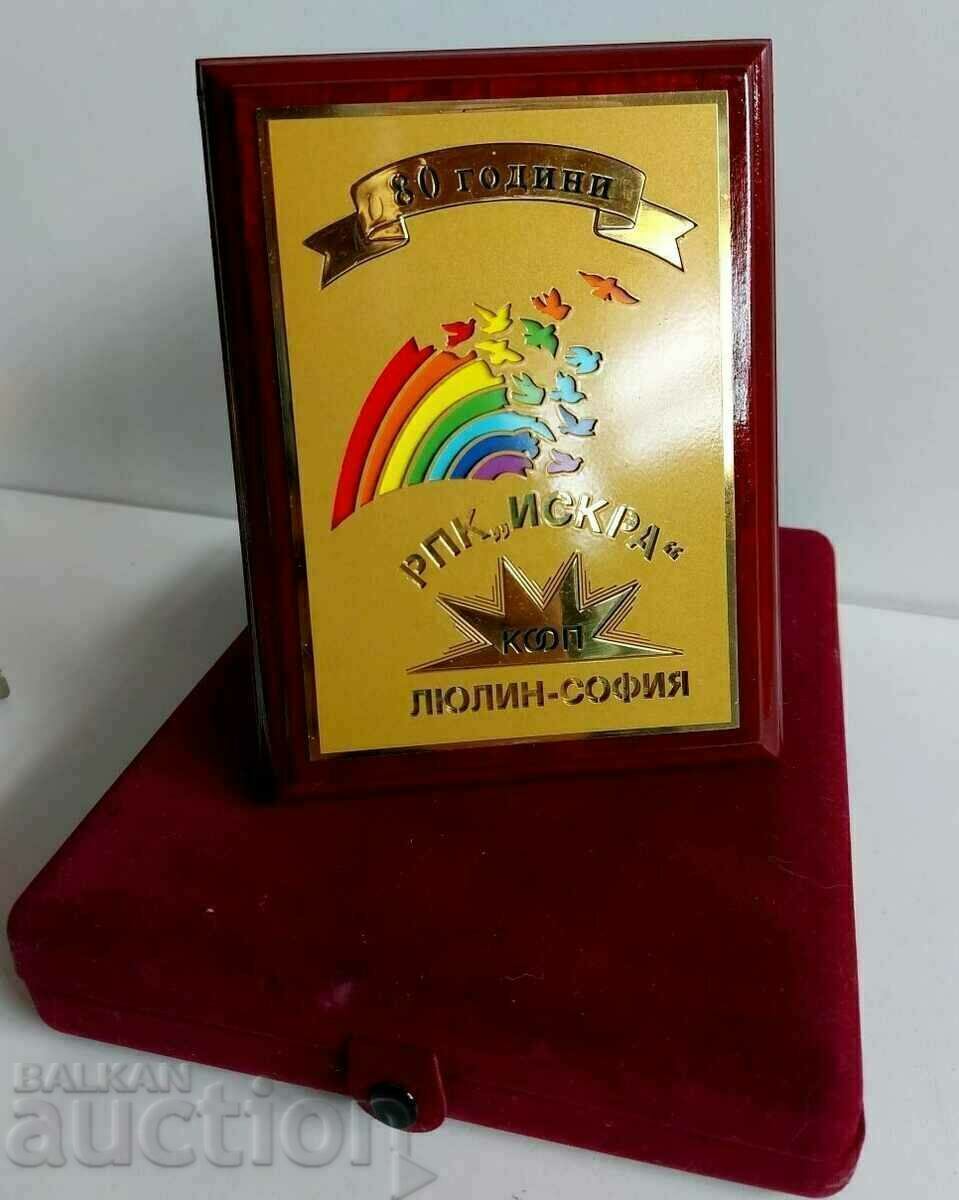 80 ГОДИНИ
РПК „ИСКРА“
КООП
ЛЮЛИН-СОФИЯ
BALKAN
auction